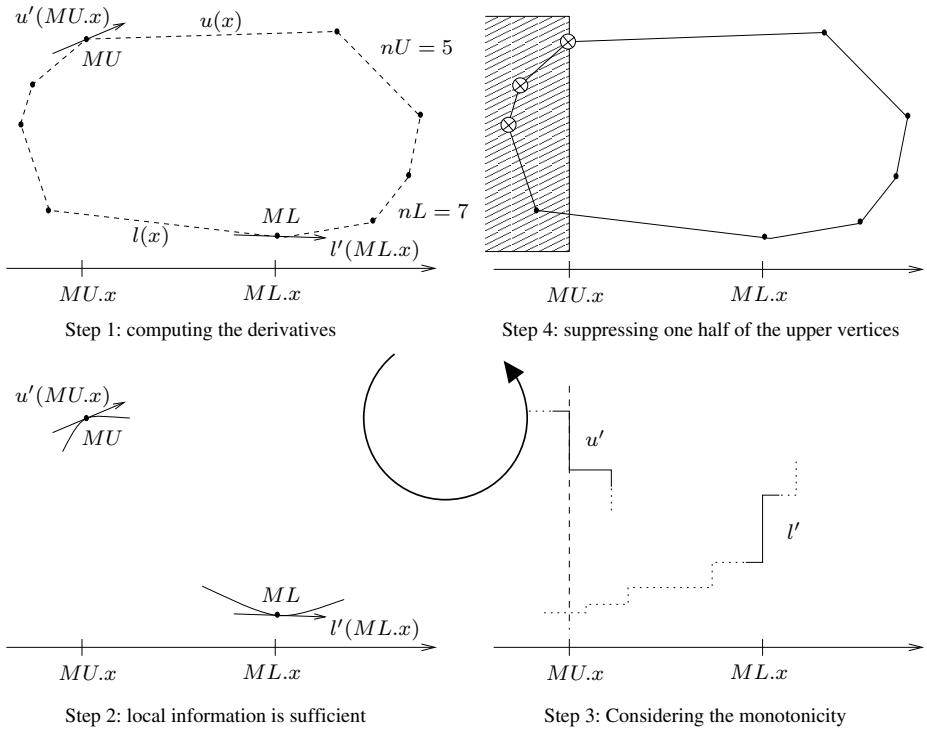 u′(MU.x)
u(x)
nU = 5
MU
ML
nL = 7
l(x)
l′(ML.x)
MU.x
ML.x
Step 1: computing the derivatives
MU.x
ML.x
Step 4: suppressing one half of the upper vertices
u′(MU.x)
MU
ML
l′(ML.x)
MU.x
ML.x
Step 2: local information is sufficient
u′
l′
MU.x
ML.x
Step 3: Considering the monotonicity